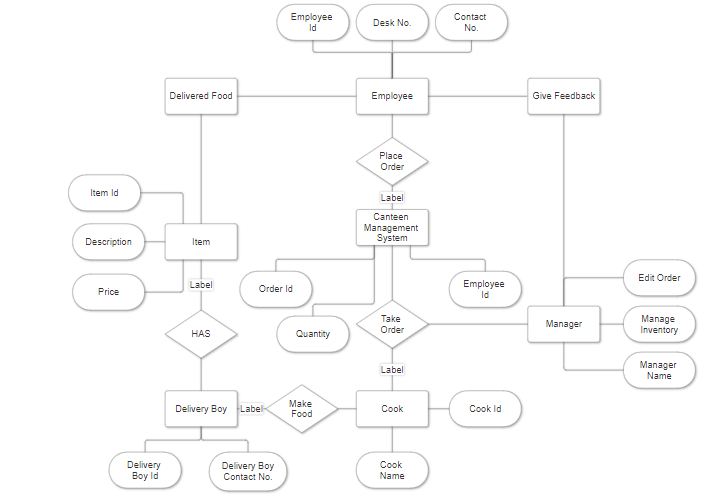 Employee
Id
Desk No.
Contact
No.
Delivered Food
Employee
Give Feedback
Place
Order
Label
Item Id
Canteen
Management
System
Description
Item
Price
Label
Order Id
Employee
Id
Edit Order
Quantity
Take
Order
Manager
Manage
Inventory
HAS
Label
Manager
Name
Delivery Boy
Label
Make
Food
Cook
Cook Id
Delivery
Boy Id
Delivery Boy
Contact No.
Cook
Name